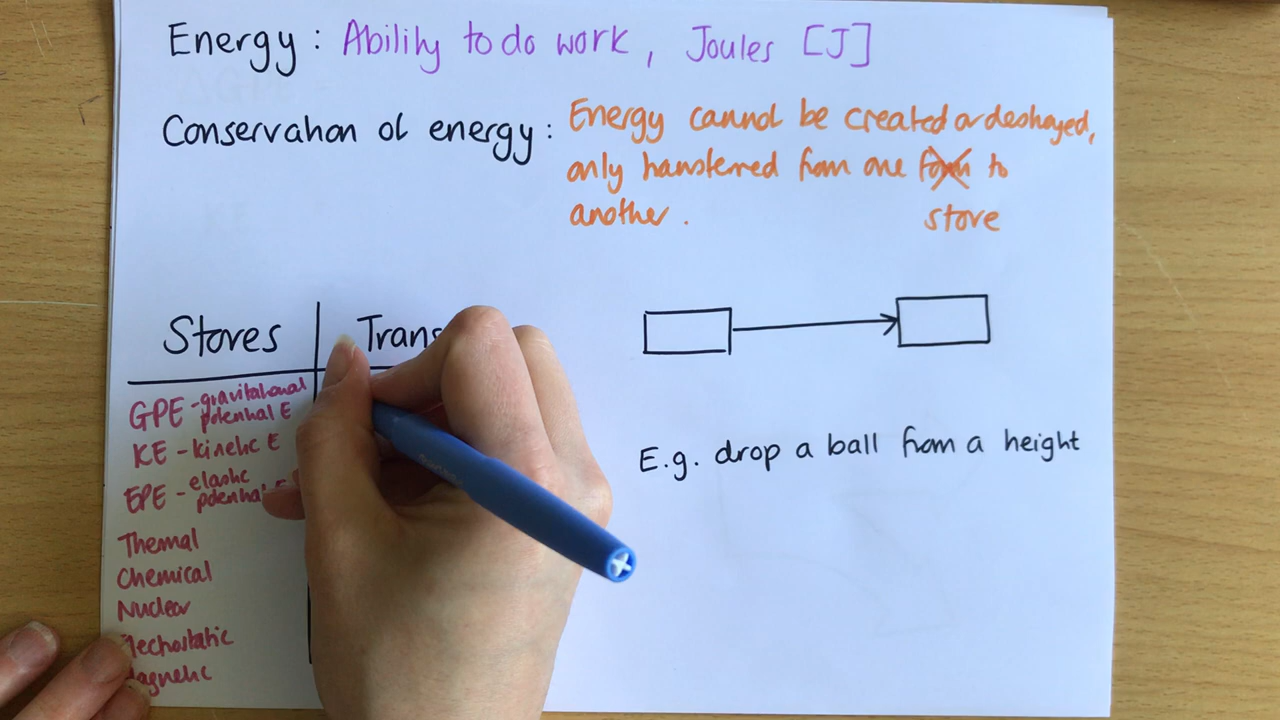 Energy: Ability to do work, Joules [J]
Conservation of energy: Energy cannot be created or destroyed,
only transferred from one form to
another. store
Stores Trans
GPE - gravitational
potential E
KE - kinetic E
EPE - elastic
potential E
Thermal
Chemical
Nuclear
Electrostatic
Magnetic
E.g. drop a ball from a height